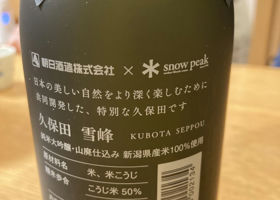 朝日酒造株式会社 × snow peak
日本の美しい自然をより深く楽しむために
共同開発した、特別な久保田です
久保田 雪峰 KUBOTA SEPPOU
純米大吟醸・山廃仕込み 新潟県産米100%使用
原材料名 米、米こうじ
精米歩合 こうじ米 50%